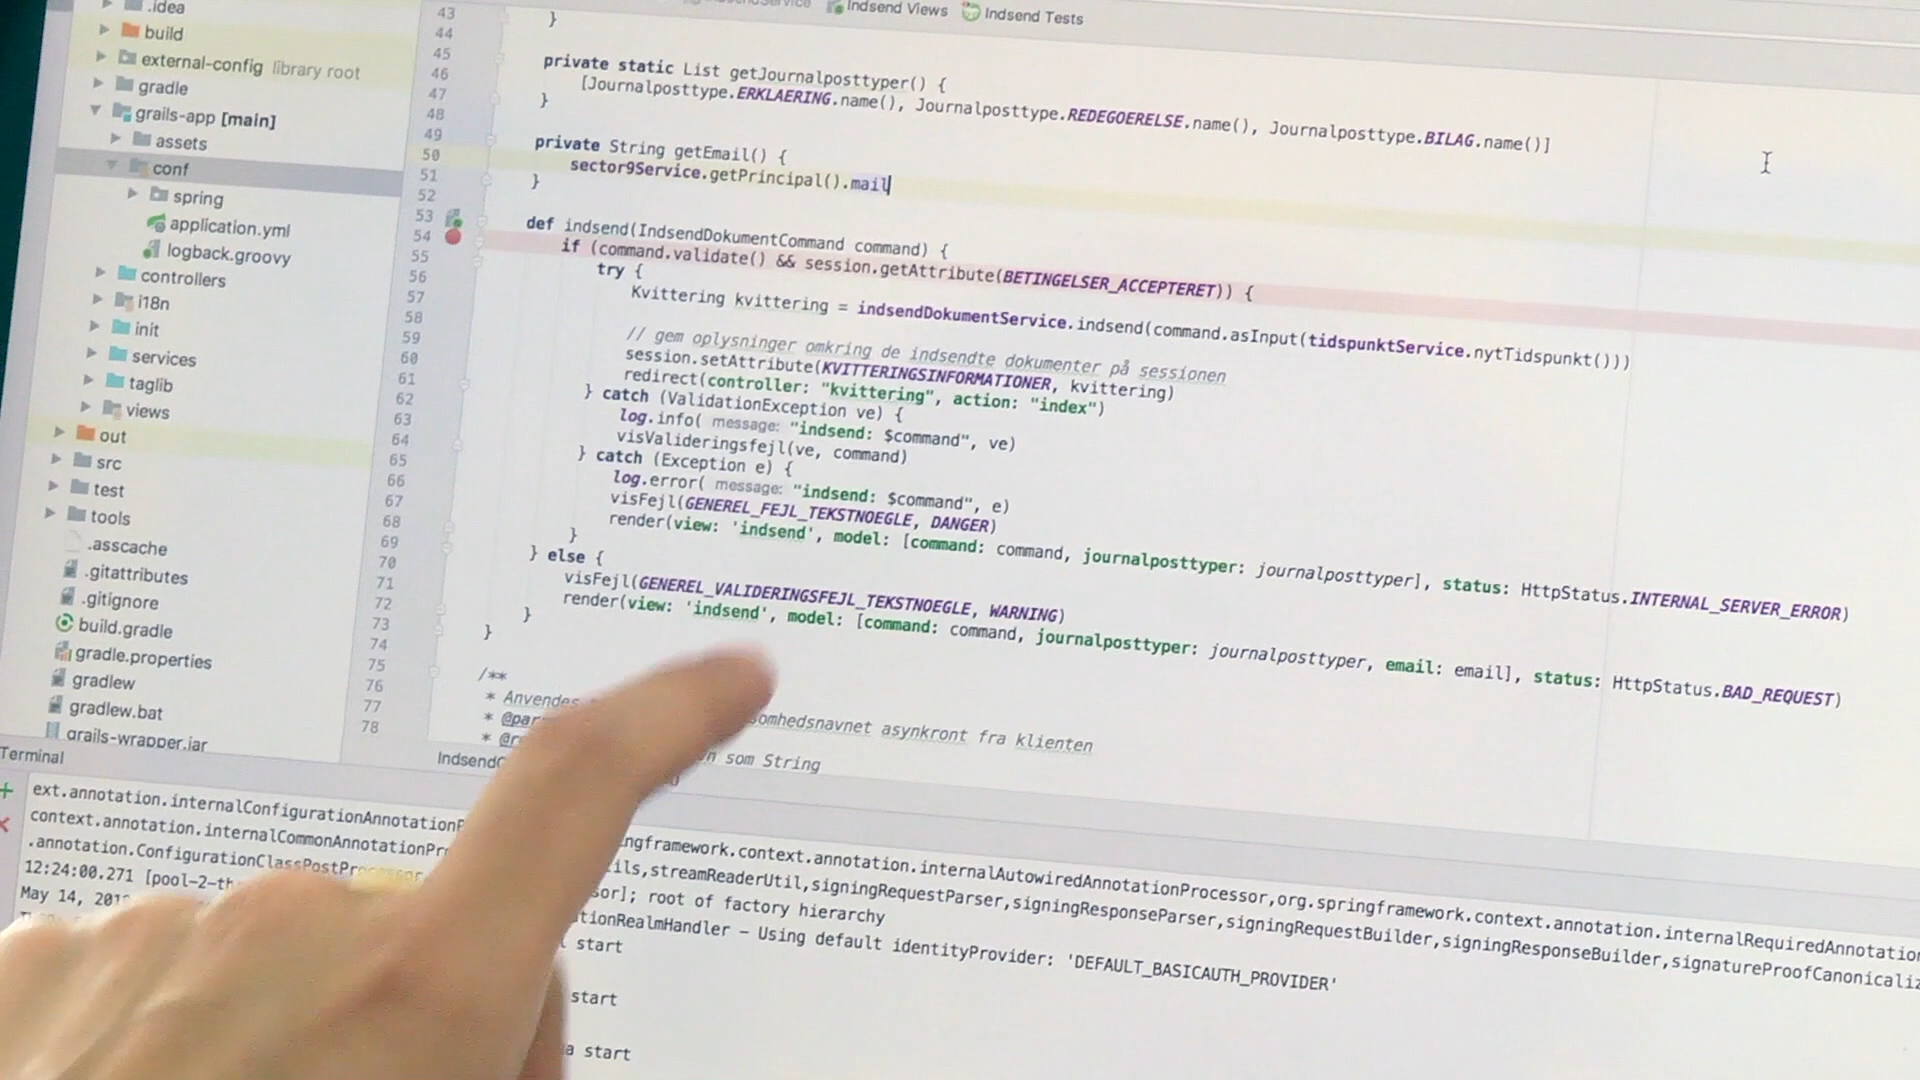 .idea
build
external-config library root
gradle
grails-app [main]
assets
conf
spring
application.yml
logback.groovy
controllers
i18n
init
services
taglib
views
out
src
test
tools
.asscache
.gitattributes
.gitignore
build.gradle
gradle.properties
gradlew
gradlew.bat
grails-wrapper.jar
Indsend Views
Indsend Tests
43
44
45
46
47
48
49
50
51
52
53
54
55
56
57
58
59
60
61
62
63
64
65
66
67
68
69
70
71
72
73
74
75
76
77
78
}
private static List getJournalposttyper() {
[Journalposttype.ERKLAERING.name(), Journalposttype.REDEGOERELSE.name(), Journalposttype.BILAG.name()]
}
private String getEmail() {
sector9Service.getPrincipal().mail
}
def indsend(IndsendDokumentCommand command) {
if (command.validate() && session.getAttribute(BETINGELSER_ACCEPTERET)) {
try {
Kvittering kvittering = indsendDokumentService.indsend(command.asInput(tidspunktService.nytTidspunkt()))
// gem oplysninger omkring de indsendte dokumenter på sessionen
session.setAttribute(KVITTERINGSINFORMATIONER, kvittering)
redirect(controller: "kvittering", action: "index")
} catch (ValidationException ve) {
log.info( message: "indsend: $command", ve)
visValideringsfejl(ve, command)
} catch (Exception e) {
log.error( message: "indsend: $command", e)
visFejl(GENEREL_FEJL_TEKSTNOEGLE, DANGER)
render(view: 'indsend', model: [command: command, journalposttyper: journalposttyper], status: HttpStatus.INTERNAL_SERVER_ERROR)
}
} else {
visFejl(GENEREL_VALIDERINGSFEJL_TEKSTNOEGLE, WARNING)
render(view: 'indsend', model: [command: command, journalposttyper: journalposttyper, email: email], status: HttpStatus.BAD_REQUEST)
}
}
/**
* Anvendes
* @par
somhedsnavnet asynkront fra klienten
* @r
n som String
Indsend
Terminal
ext.annotation.internalConfigurationAnnotationP
ngframework.context.annotation.internalAutowiredAnnotationProcessor,org.springframework.context.annotation.internalRequiredAnnotatio
context.annotation.internalCommonAnnotationPr
ils,streamReaderUtil,signingRequestParser,signingResponseParser,signingRequestBuilder,signingResponseBuilder,signatureProofCanonicaliz
.annotation.ConfigurationClassPostProcessor
sor]; root of factory hierarchy
12:24:00.271 [pool-2-th
tionRealmHandler – Using default identityProvider: 'DEFAULT_BASICAUTH_PROVIDER'
May 14, 201
start
start
a start